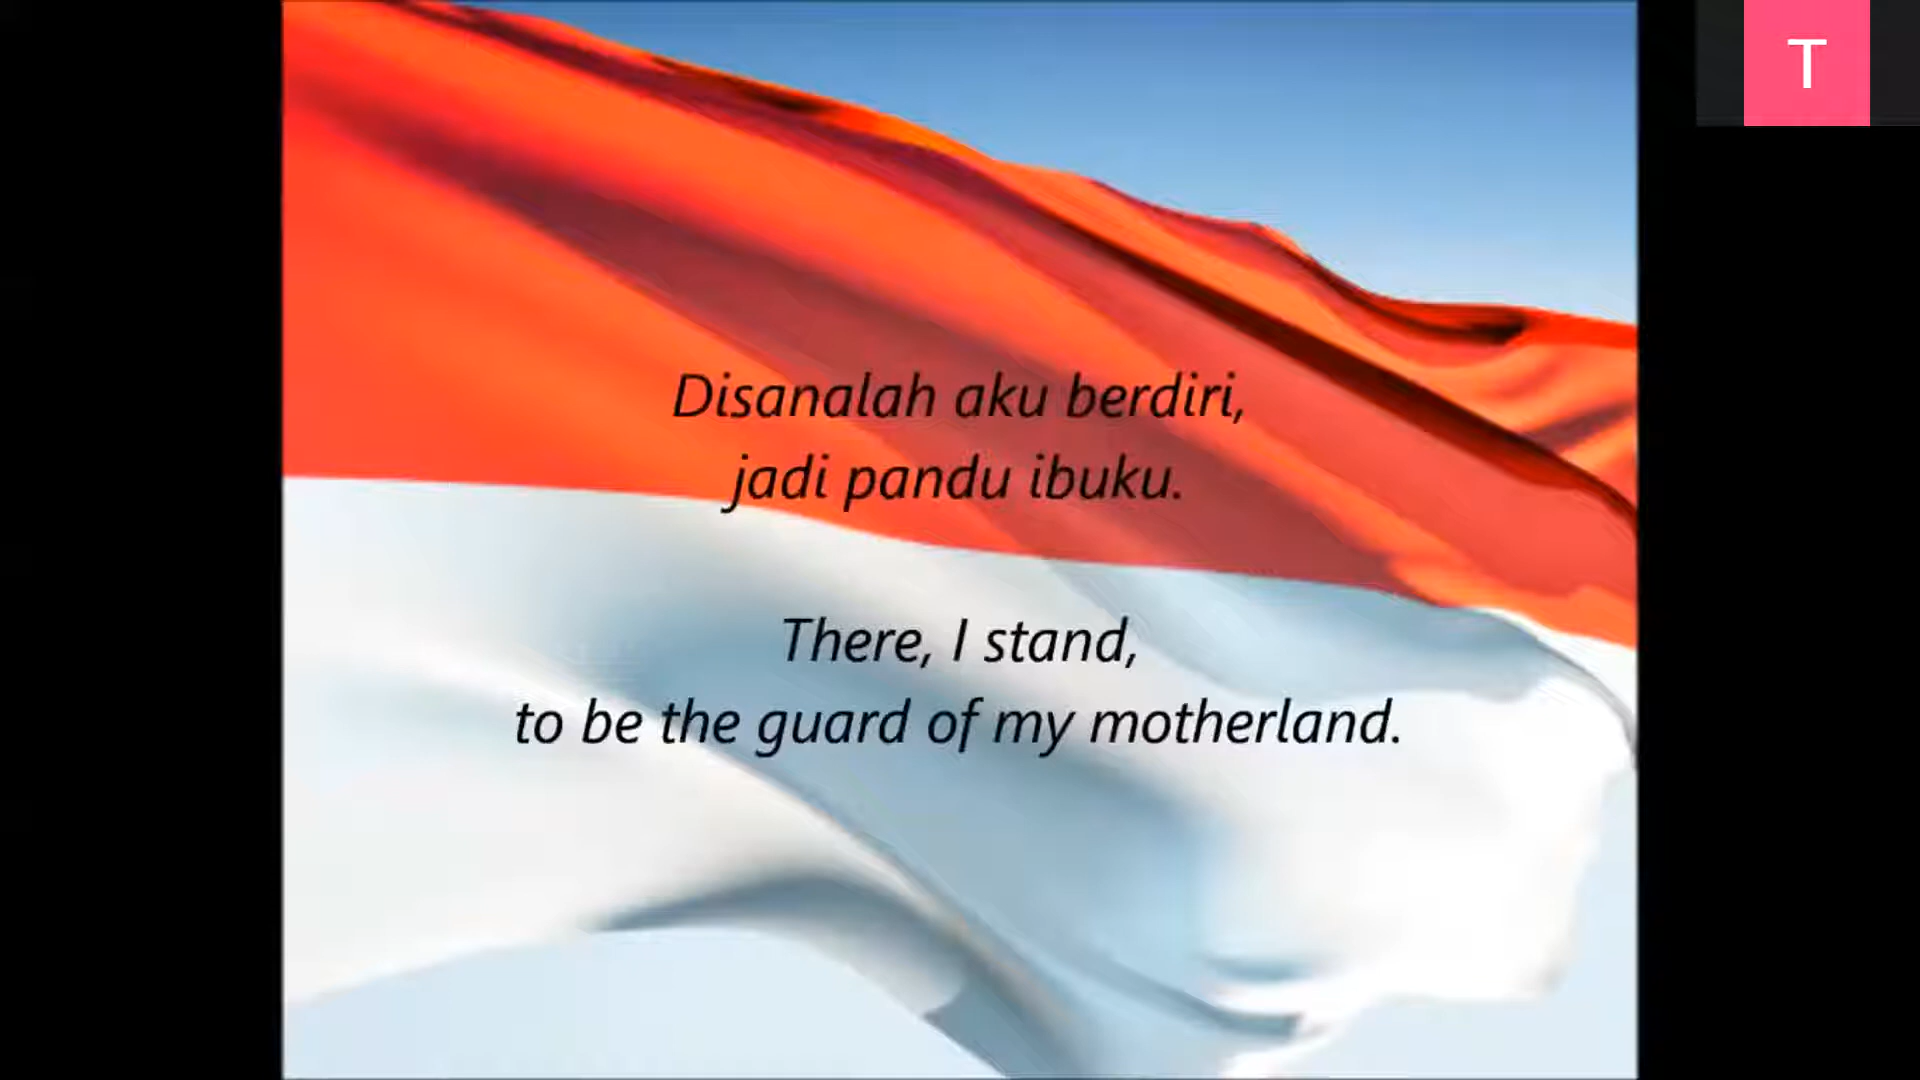 T
Disanalah aku berdiri,
jadi pandu ibuku.
There, I stand,
to be the guard of my motherland.